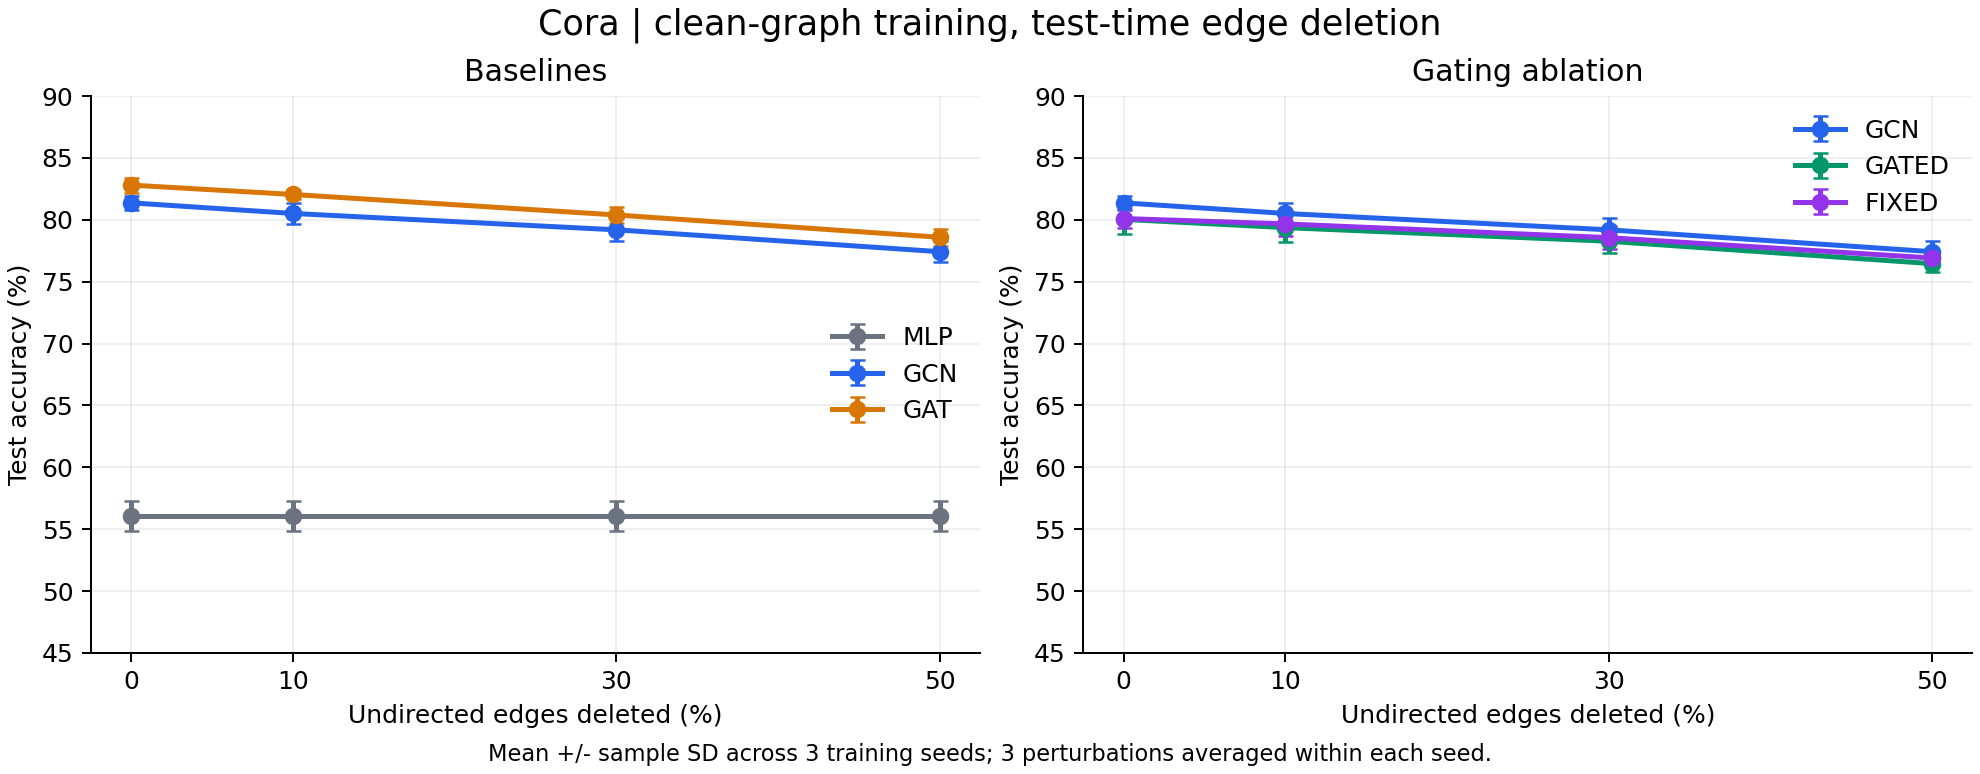 Cora | clean-graph training, test-time edge deletion
Baselines
90
85
80
75
70
65
60
55
50
45
Test accuracy (%)
MLP
GCN
GAT
0
10
30
50
Undirected edges deleted (%)
Gating ablation
90
85
80
75
70
65
60
55
50
45
Test accuracy (%)
GCN
GATED
FIXED
0
10
30
50
Undirected edges deleted (%)
Mean +/- sample SD across 3 training seeds; 3 perturbations averaged within each seed.